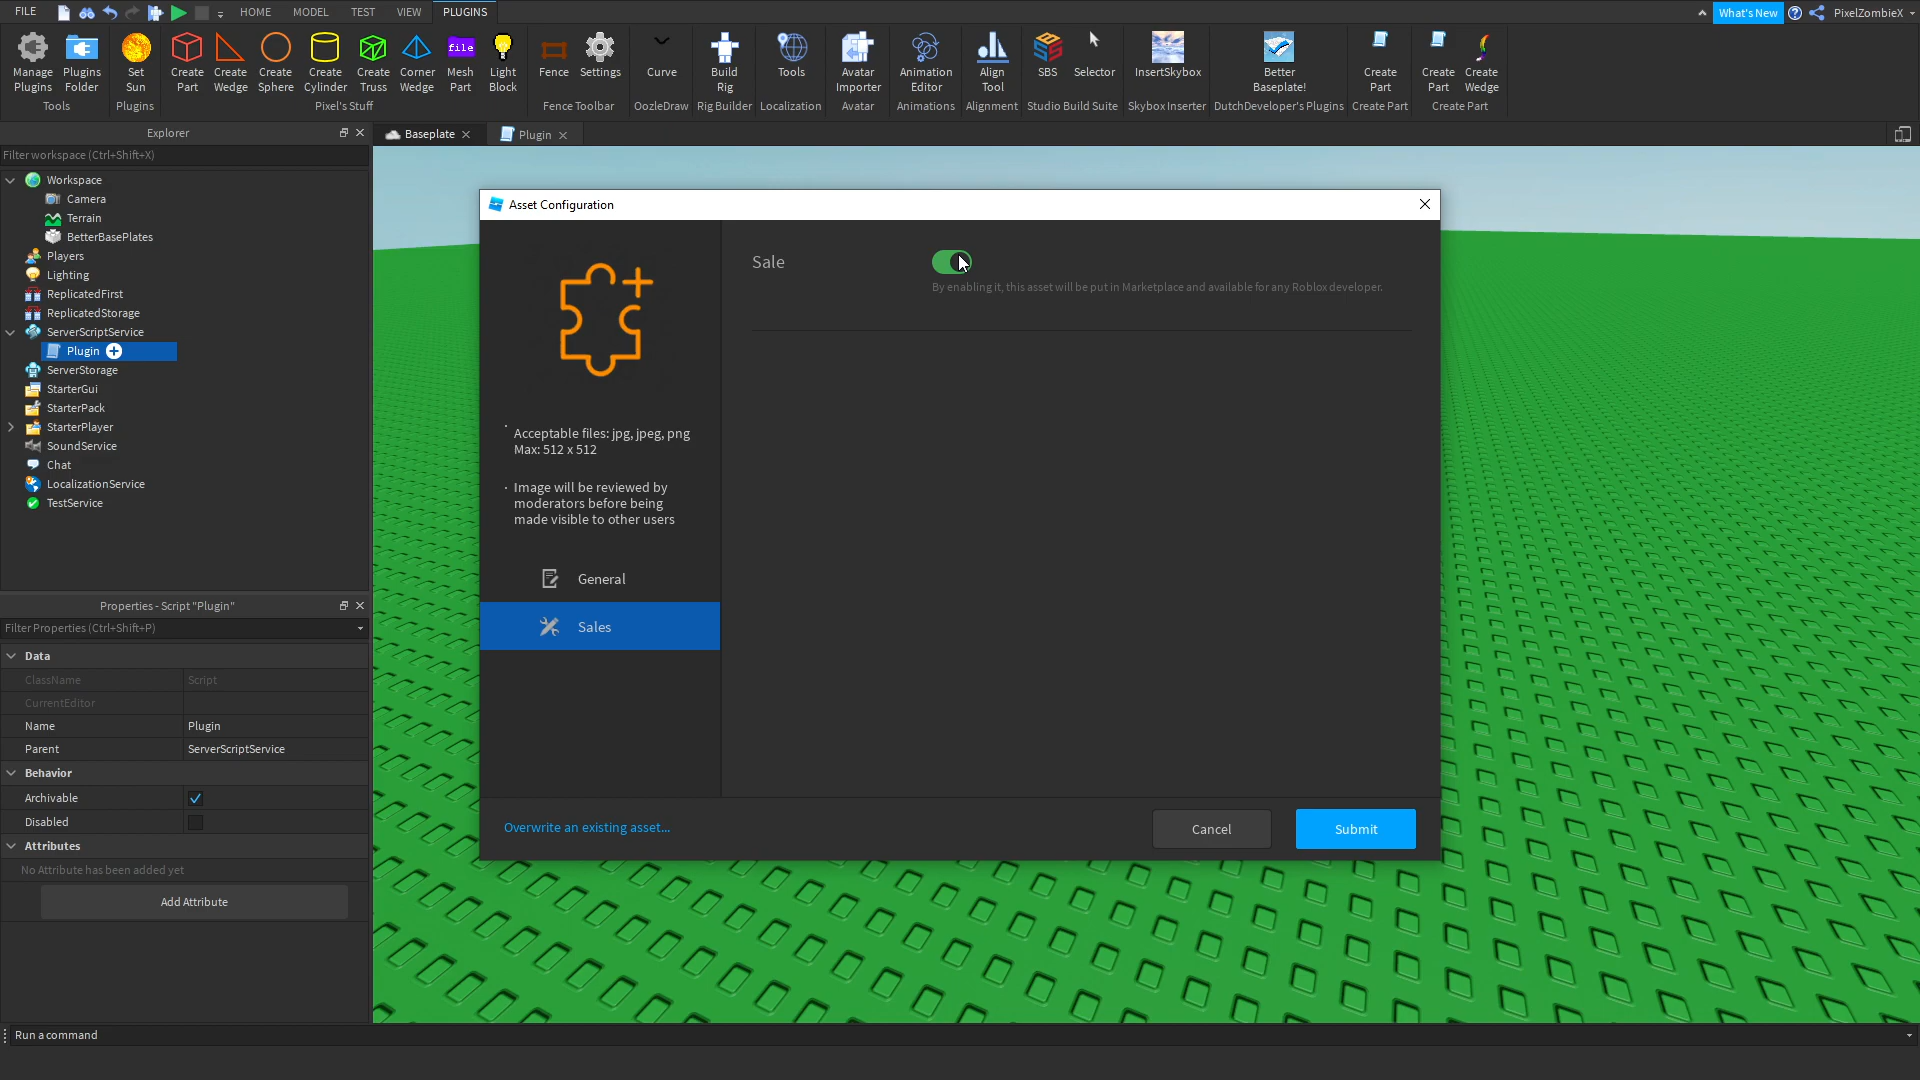 FILE
HOME
MODEL
TEST
VIEW
PLUGINS
What's New
PixelZombieX
Manage Plugins
Plugins Folder
Set Sun
Create Part
Create Wedge
Create Sphere
Create Cylinder
Create Truss
Corner Wedge
Mesh Part
Light Block
file
Fence
Settings
Curve
Build Rig
Tools
Avatar Importer
Animation Editor
Align Tool
SBS
Selector
InsertSkybox
Better Baseplate!
Create Part
Create Part
Create Wedge
Tools
Plugins
Pixel's Stuff
Fence Toolbar
OozleDraw
Rig Builder
Localization
Avatar
Animations
Alignment
Studio Build Suite
Skybox Inserter
DutchDeveloper's Plugins
Create Part
Create Part
Explorer
Baseplate
Plugin
Filter workspace (Ctrl+Shift+X)
Workspace
Camera
Terrain
BetterBasePlates
Players
Lighting
ReplicatedFirst
ReplicatedStorage
ServerScriptService
Plugin
ServerStorage
StarterGui
StarterPack
StarterPlayer
SoundService
Chat
LocalizationService
TestService
Properties - Script "Plugin"
Filter Properties (Ctrl+Shift+P)
Data
ClassName Script
CurrentEditor
Name Plugin
Parent ServerScriptService
Behavior
Archivable
Disabled
Attributes
No Attribute has been added yet
Add Attribute
Asset Configuration
Sale
By enabling it, this asset will be put in Marketplace and available for any Roblox developer.
· Acceptable files: jpg, jpeg, png
Max: 512 x 512
· Image will be reviewed by
moderators before being
made visible to other users
General
Sales
Overwrite an existing asset...
Cancel
Submit
Run a command